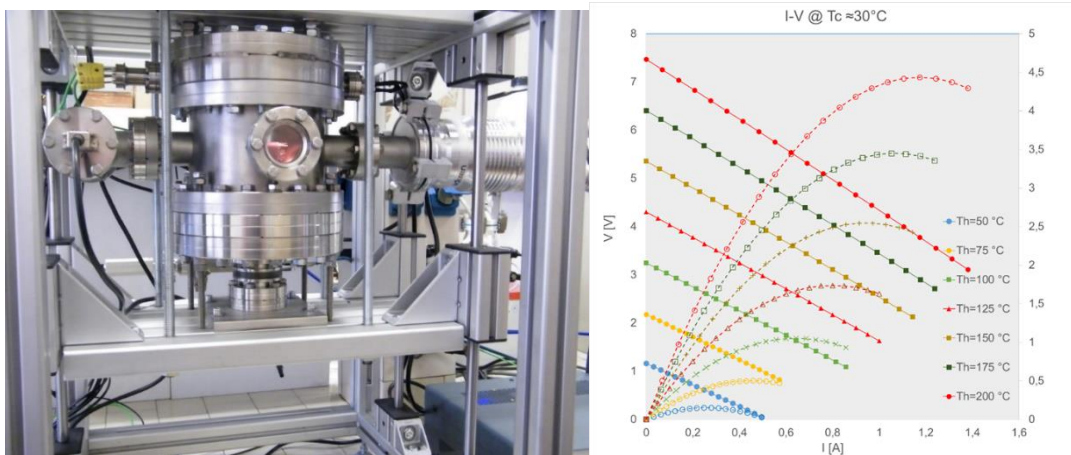 I-V @ Tc ≈30°C
8
7
6
5
4
3
2
1
0
V [V]
5
4,5
4
3,5
3
2,5
2
1,5
1
0,5
0
Th=50 °C
Th=75 °C
Th=100 °C
Th=125 °C
Th=150 °C
Th=175 °C
Th=200 °C
0 0,2 0,4 0,6 0,8 1 1,2 1,4 1,6
I [A]